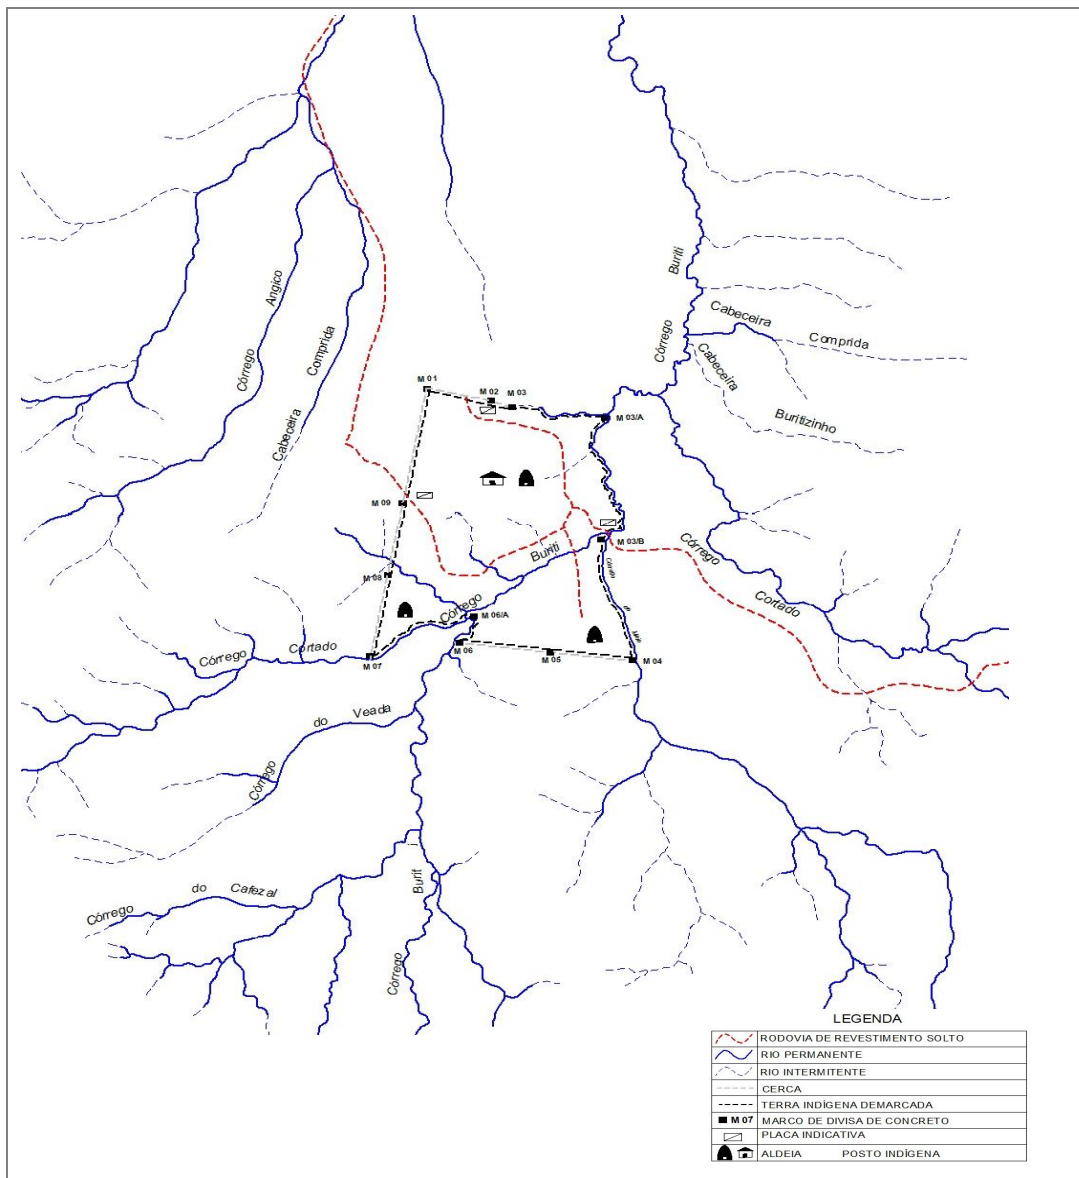 Angico
Córrego
Comprida
Cabeceira
Buriti
Córrego
Cabeceira
Comprida
Cabeceira
Buritizinho
M 01
M 02
M 03
M 03/A
M 09
M 03/B
Buriti
Córrego
M 08
M 06/A
Córrego
Cortado
Córrego
Cortado
Córrego
M 07
M 06
M 05
M 04
do Veada
Córrego
Burit
Córrego
do Cafezal
Córrego
LEGENDA
RODOVIA DE REVESTIMENTO SOLTO
RIO PERMANENTE
RIO INTERMITENTE
CERCA
TERRA INDÍGENA DEMARCADA
M 07 MARCO DE DIVISA DE CONCRETO
PLACA INDICATIVA
ALDEIA POSTO INDÍGENA